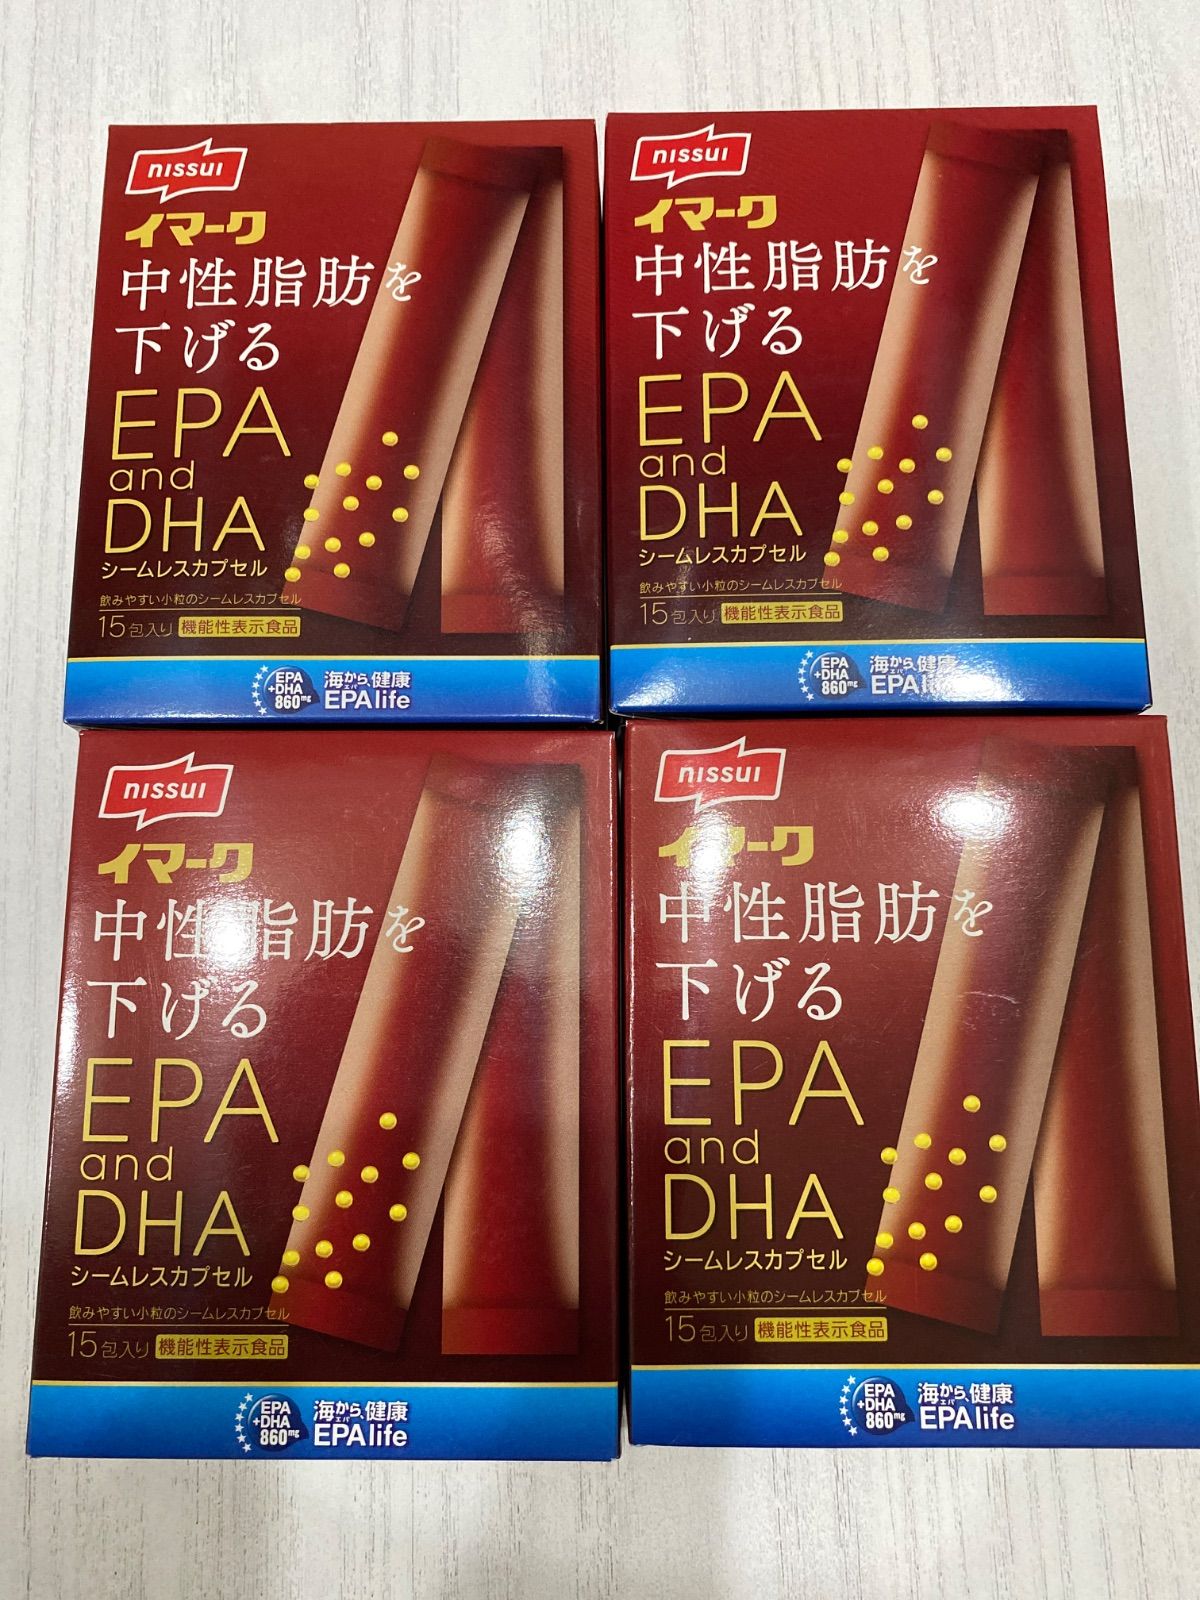 nissui
イマーク
中性脂肪を
下げる
EPA
and
DHA
シームレスカプセル
飲みやすい小粒のシームレスカプセル
15包入り 機能性表示食品
EPA
+DHA
860mg
海から、健康
エパ
EPA life
nissui
イマーク
中性脂肪を
下げる
EPA
and
DHA
シームレスカプセル
飲みやすい小粒のシームレスカプセル
15包入り 機能性表示食品
EPA
+DHA
860mg
海から、健康
エパ
EPA life
nissui
イマーク
中性脂肪を
下げる
EPA
and
DHA
シームレスカプセル
飲みやすい小粒のシームレスカプセル
15包入り 機能性表示食品
EPA
+DHA
860mg
海から、健康
エパ
EPA life
nissui
イマーク
中性脂肪を
下げる
EPA
and
DHA
シームレスカプセル
飲みやすい小粒のシームレスカプセル
15包入り 機能性表示食品
EPA
+DHA
860mg
海から、健康
エパ
EPA life